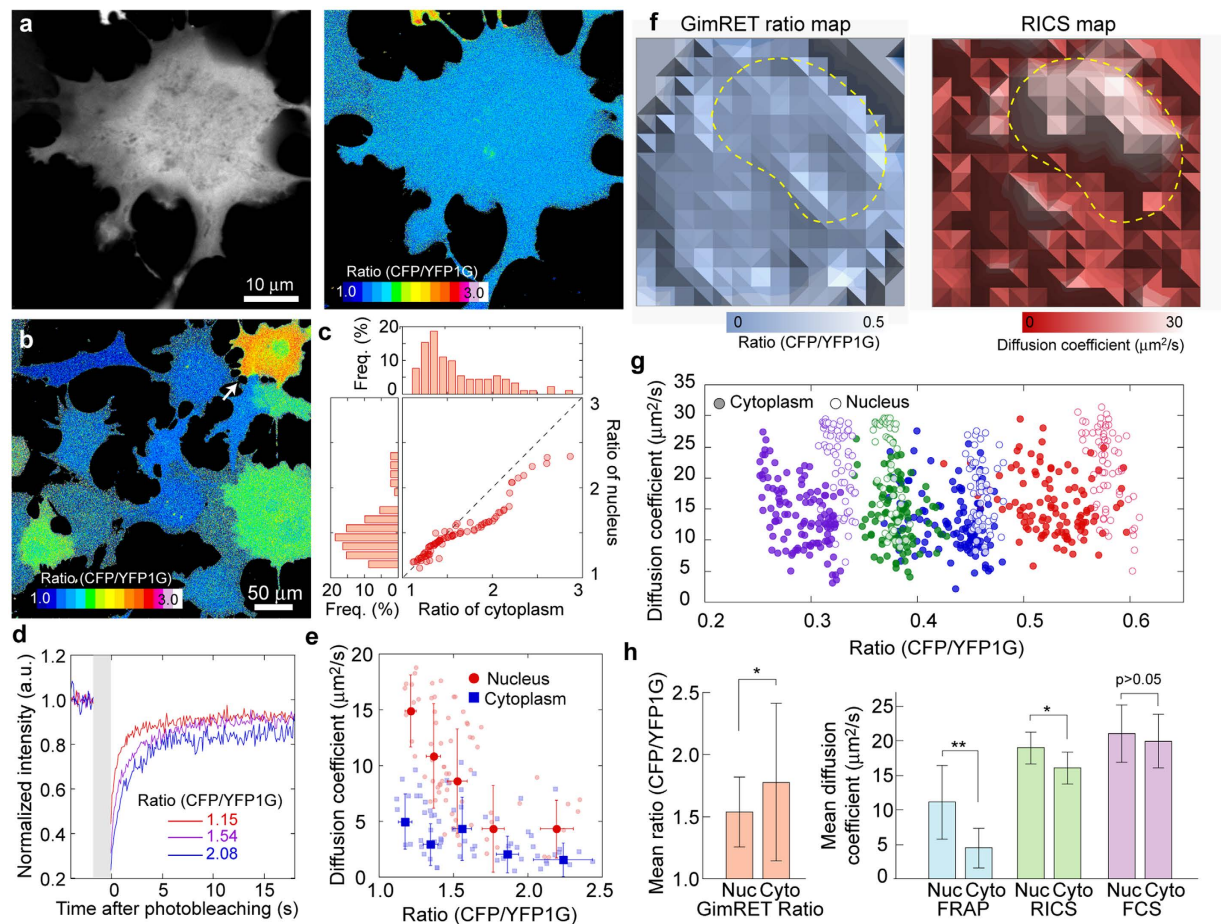 a
Ratio (CFP/YFP1G)
1.0
3.0
10 μm
b
Ratio (CFP/YFP1G)
1.0
3.0
50 μm
c
Freq. (%)
20
10
0
3
2
1
Ratio of nucleus
1
2
3
20
10
0
Freq. (%)
Ratio of cytoplasm
d
Normalized intensity (a.u.)
1.2
1.0
0.8
0.6
0.4
0.2
Ratio (CFP/YFP1G)
1.15
1.54
2.08
0
5
10
15
Time after photobleaching (s)
e
Diffusion coefficient (μm²/s)
20
15
10
5
0
Nucleus
Cytoplasm
1.0
1.5
2.0
2.5
Ratio (CFP/YFP1G)
f
GimRET ratio map
RICS map
0
0.5
Ratio (CFP/YFP1G)
0
30
Diffusion coefficient (μm²/s)
g
Diffusion coefficient (μm²/s)
35
30
25
20
15
10
5
0
Cytoplasm
Nucleus
0.2
0.3
0.4
0.5
0.6
Ratio (CFP/YFP1G)
h
Mean ratio (CFP/YFP1G)
2.5
2.0
1.5
1.0
*
Nuc Cyto
GimRET Ratio
Mean diffusion
coefficient (μm²/s)
25
20
15
10
5
0
**
*
p>0.05
Nuc Cyto
FRAP
Nuc Cyto
RICS
Nuc Cyto
FCS